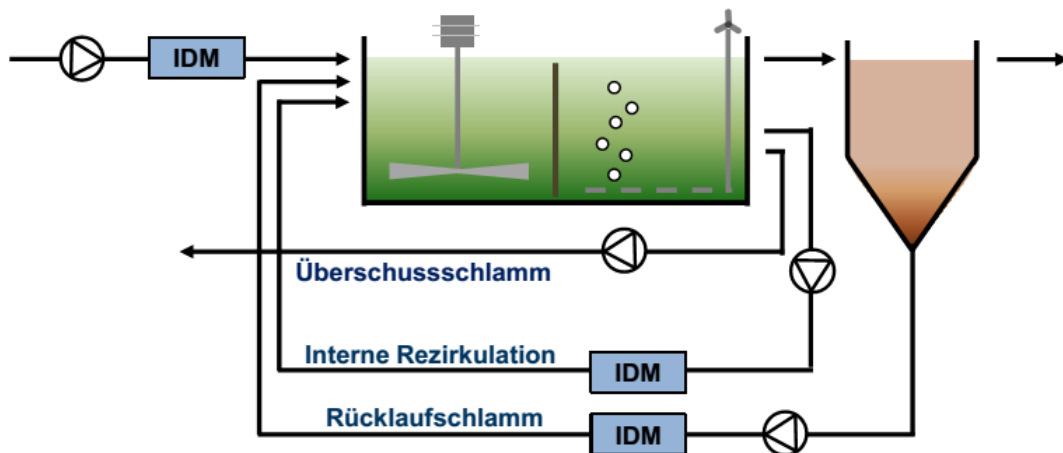 IDM
Überschussschlamm
Interne Rezirkulation
IDM
Rücklaufschlamm
IDM